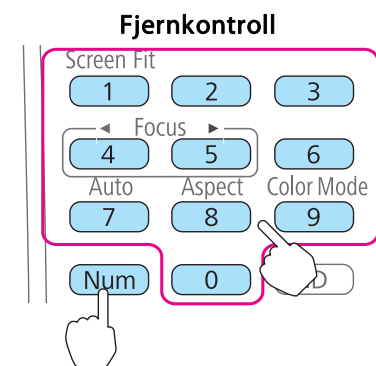 Fjernkontroll
Screen Fit
1 2 3
Focus
4 5 6
Auto Aspect Color Mode
7 8 9
Num 0